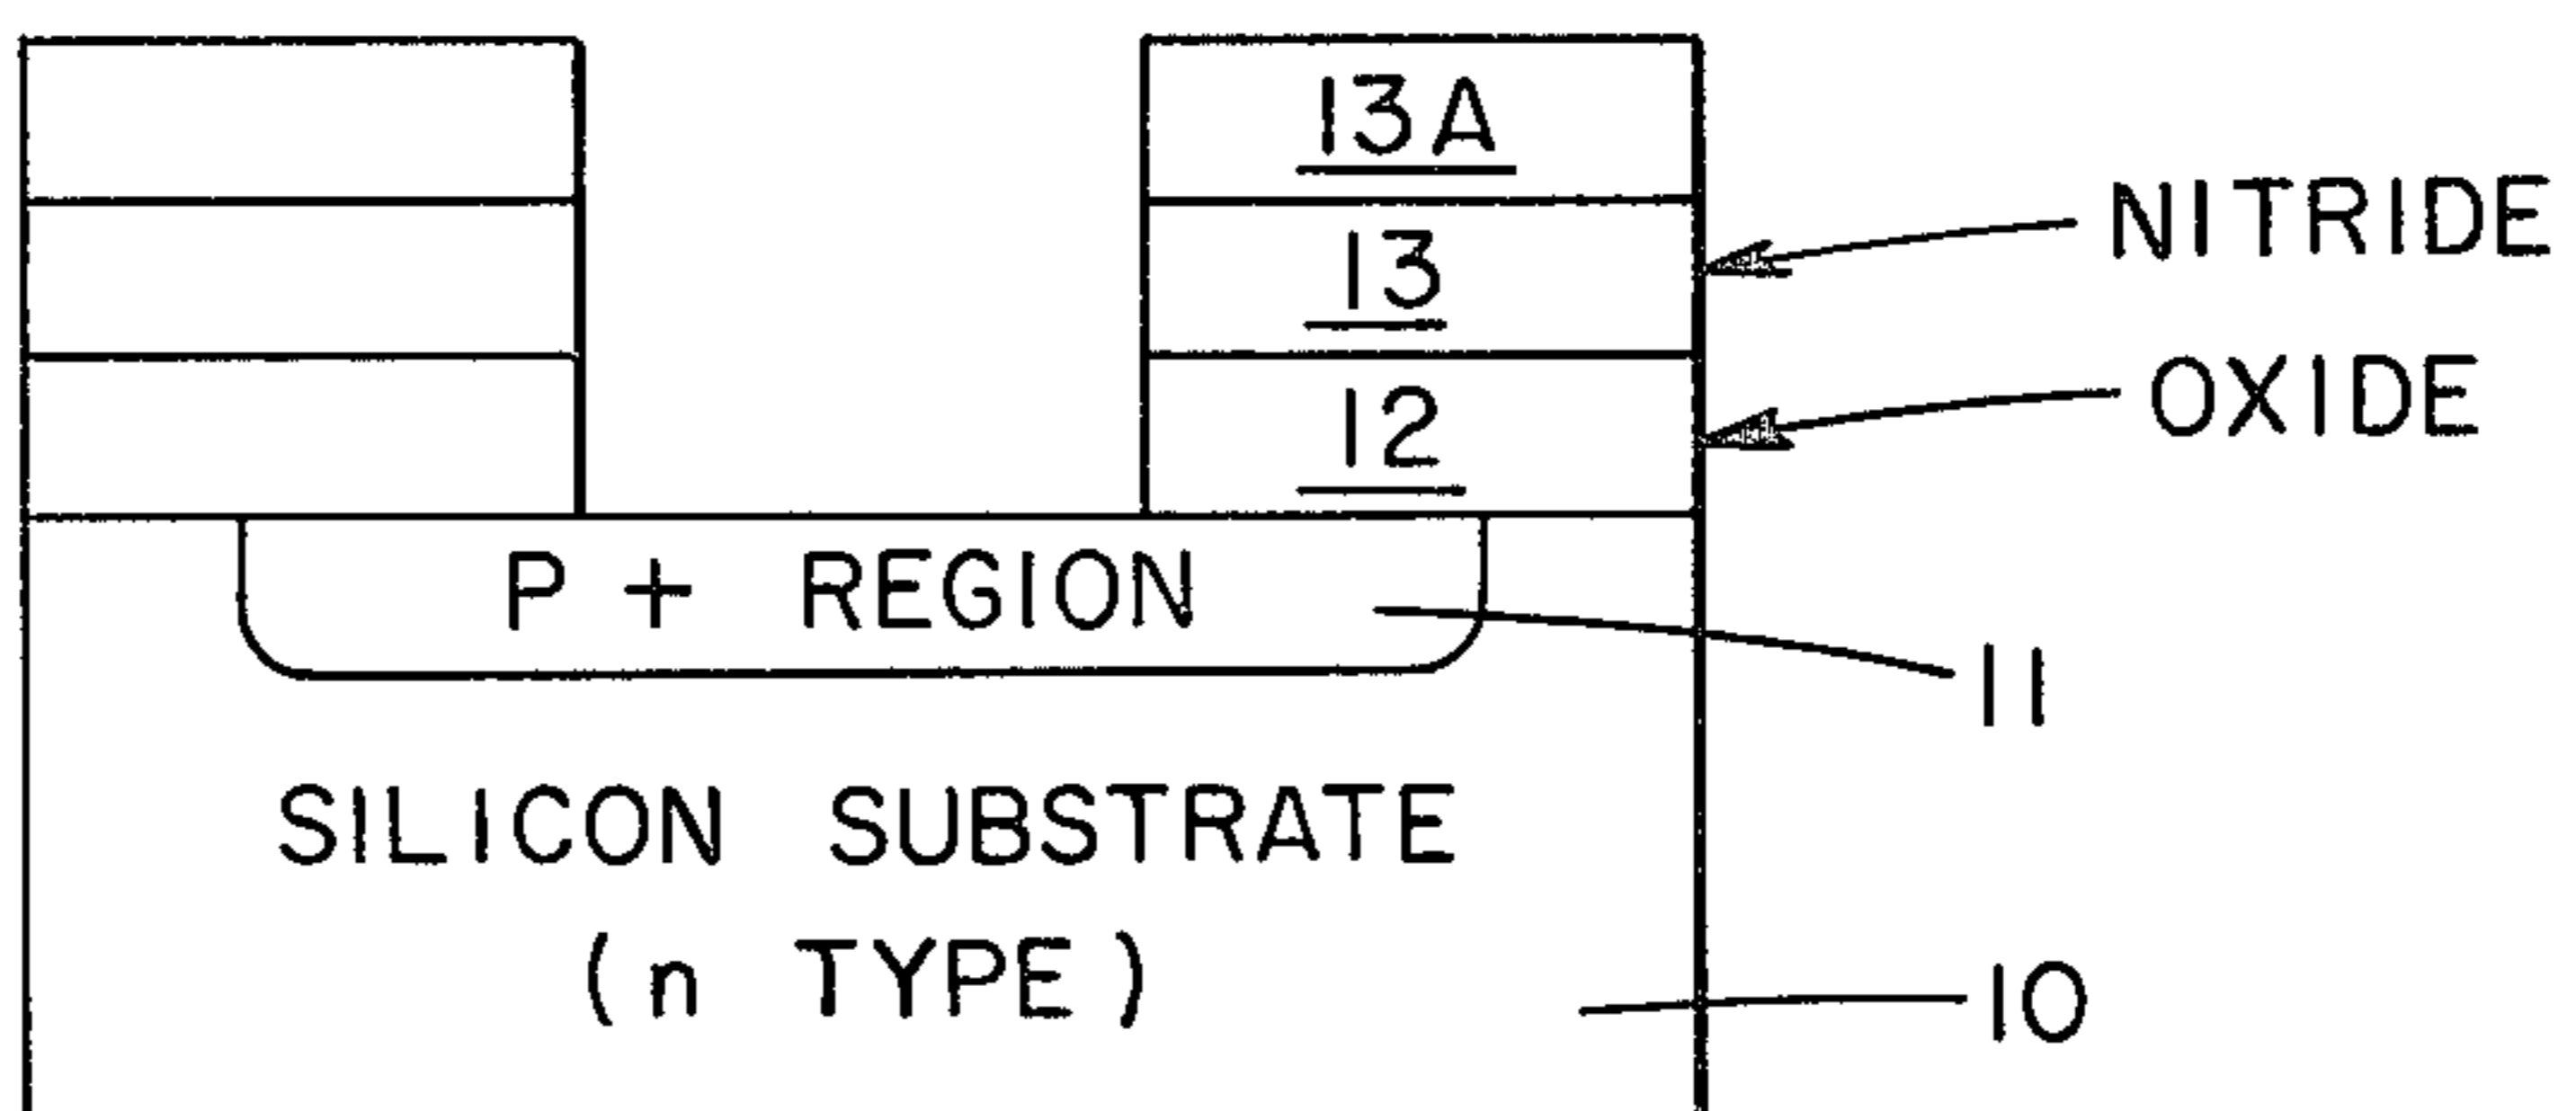 13A
13
NITRIDE
12
OXIDE
P + REGION
11
SILICON SUBSTRATE
(n TYPE)
10